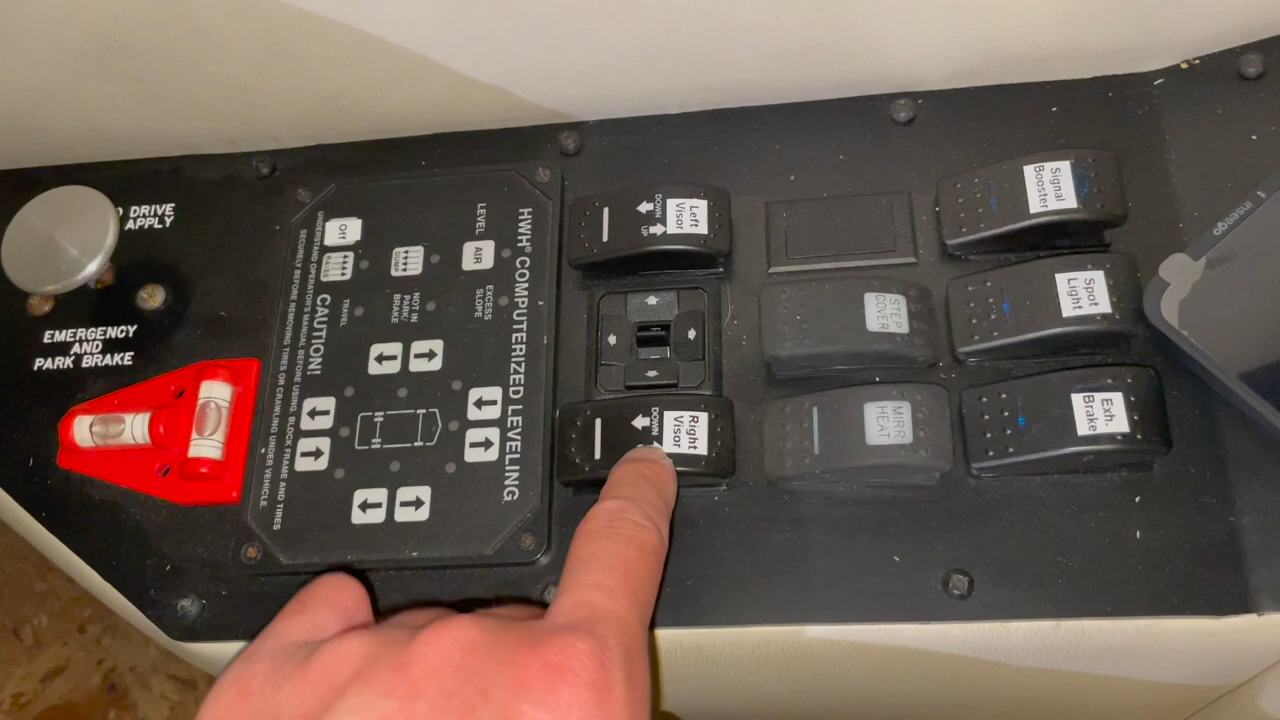 D DRIVE
APPLY
EMERGENCY
AND
PARK BRAKE
HWH® COMPUTERIZED LEVELING
LEVEL
AIR
EXCESS
SLOPE
DUMP
NOT IN
PARK/
BRAKE
Off
RAISE
TRAVEL
CAUTION!
UNDERSTAND OPERATOR'S MANUAL BEFORE USING. BLOCK FRAME AND TIRES
SECURELY BEFORE REMOVING TIRES OR CRAWLING UNDER VEHICLE.
Left
Visor
DOWN UP
Right
Visor
DOWN
STEP
COVER
MIRR
HEAT
Signal
Booster
Spot
Light
Exh.
Brake
inseego